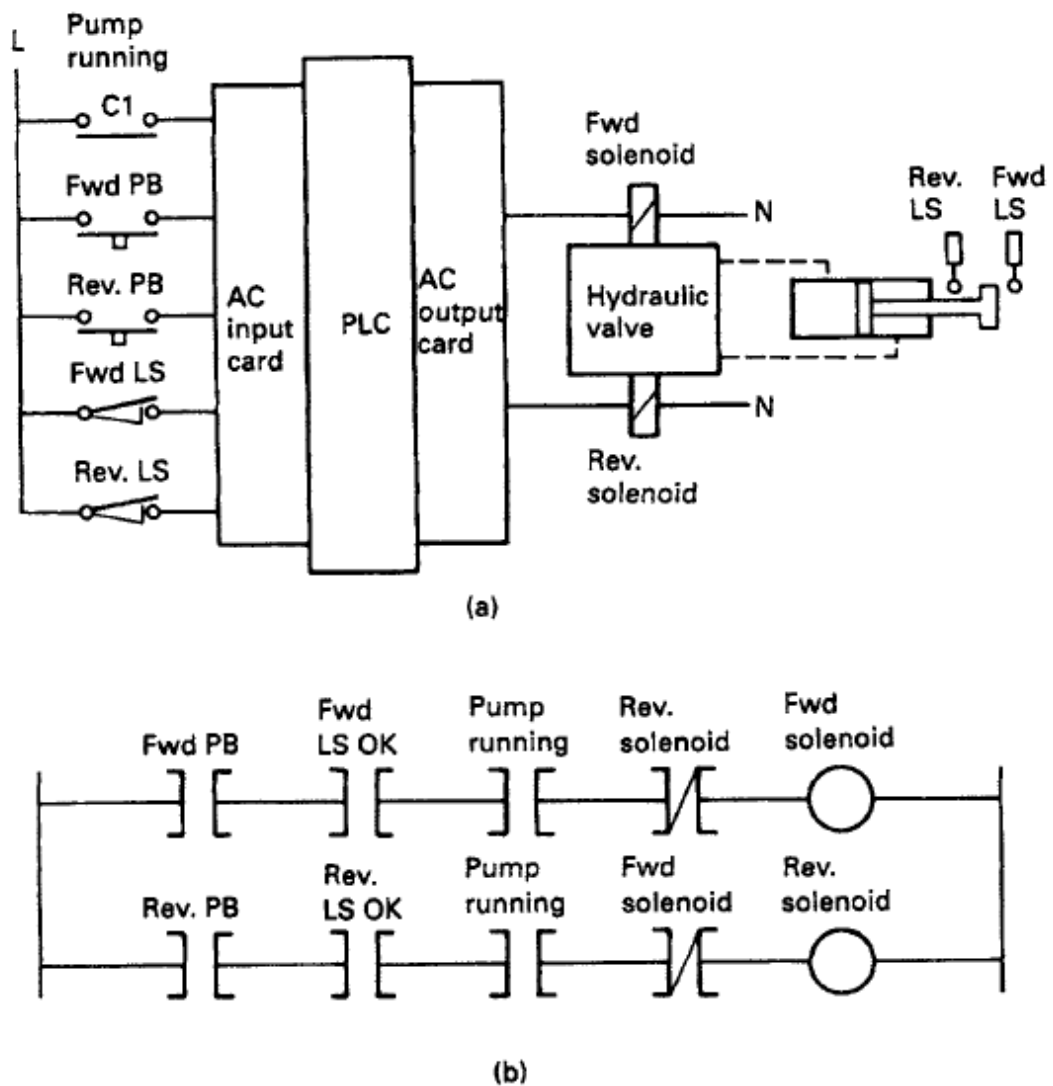 L
Pump
running
C1
Fwd PB
Rev. PB
Fwd LS
Rev. LS
AC
input
card
PLC
AC
output
card
Fwd
solenoid
N
Hydraulic
valve
N
Rev.
solenoid
Rev.
LS
Fwd
LS
(a)
Fwd PB
Fwd
LS OK
Pump
running
Rev.
solenoid
Fwd
solenoid
Rev. PB
Rev.
LS OK
Pump
running
Fwd
solenoid
Rev.
solenoid
(b)